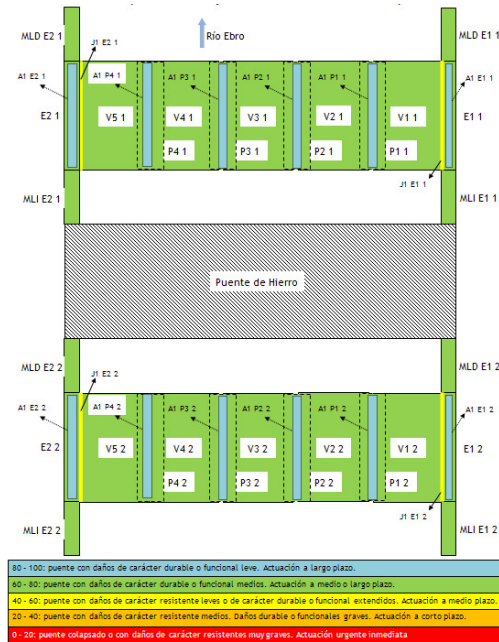 MLD E2 1
Río Ebro
MLD E1 1
J1 E2 1
A1 E2 1
A1 P4 1
A1 P3 1
A1 P2 1
A1 P1 1
A1 E1 1
E2 1
V5 1
V4 1
V3 1
V2 1
V1 1
E1 1
P4 1
P3 1
P2 1
P1 1
J1 E1 1
MLI E2 1
MLI E1 1
Puente de Hierro
MLD E2 2
MLD E1 2
J1 E2 2
A1 E2 2
A1 P4 2
A1 P3 2
A1 P2 2
A1 P1 2
A1 E1 2
E2 2
V5 2
V4 2
V3 2
V2 2
V1 2
E1 2
P4 2
P3 2
P2 2
P1 2
J1 E1 2
MLI E2 2
MLI E1 2
80 - 100: puente con daños de carácter durable o funcional leve. Actuación a largo plazo.
60 - 80: puente con daños de carácter durable o funcional medios. Actuación a medio o largo plazo.
40 - 60: puente con daños de carácter resistente leves o de carácter durable o funcional extendidos. Actuación a medio plazo.
20 - 40: puente con daños de carácter resistente medios. Daños durable o funcionales graves. Actuación a corto plazo.
0 - 20: puente colapsado o con daños de carácter resistentes muy graves. Actuación urgente inmediata